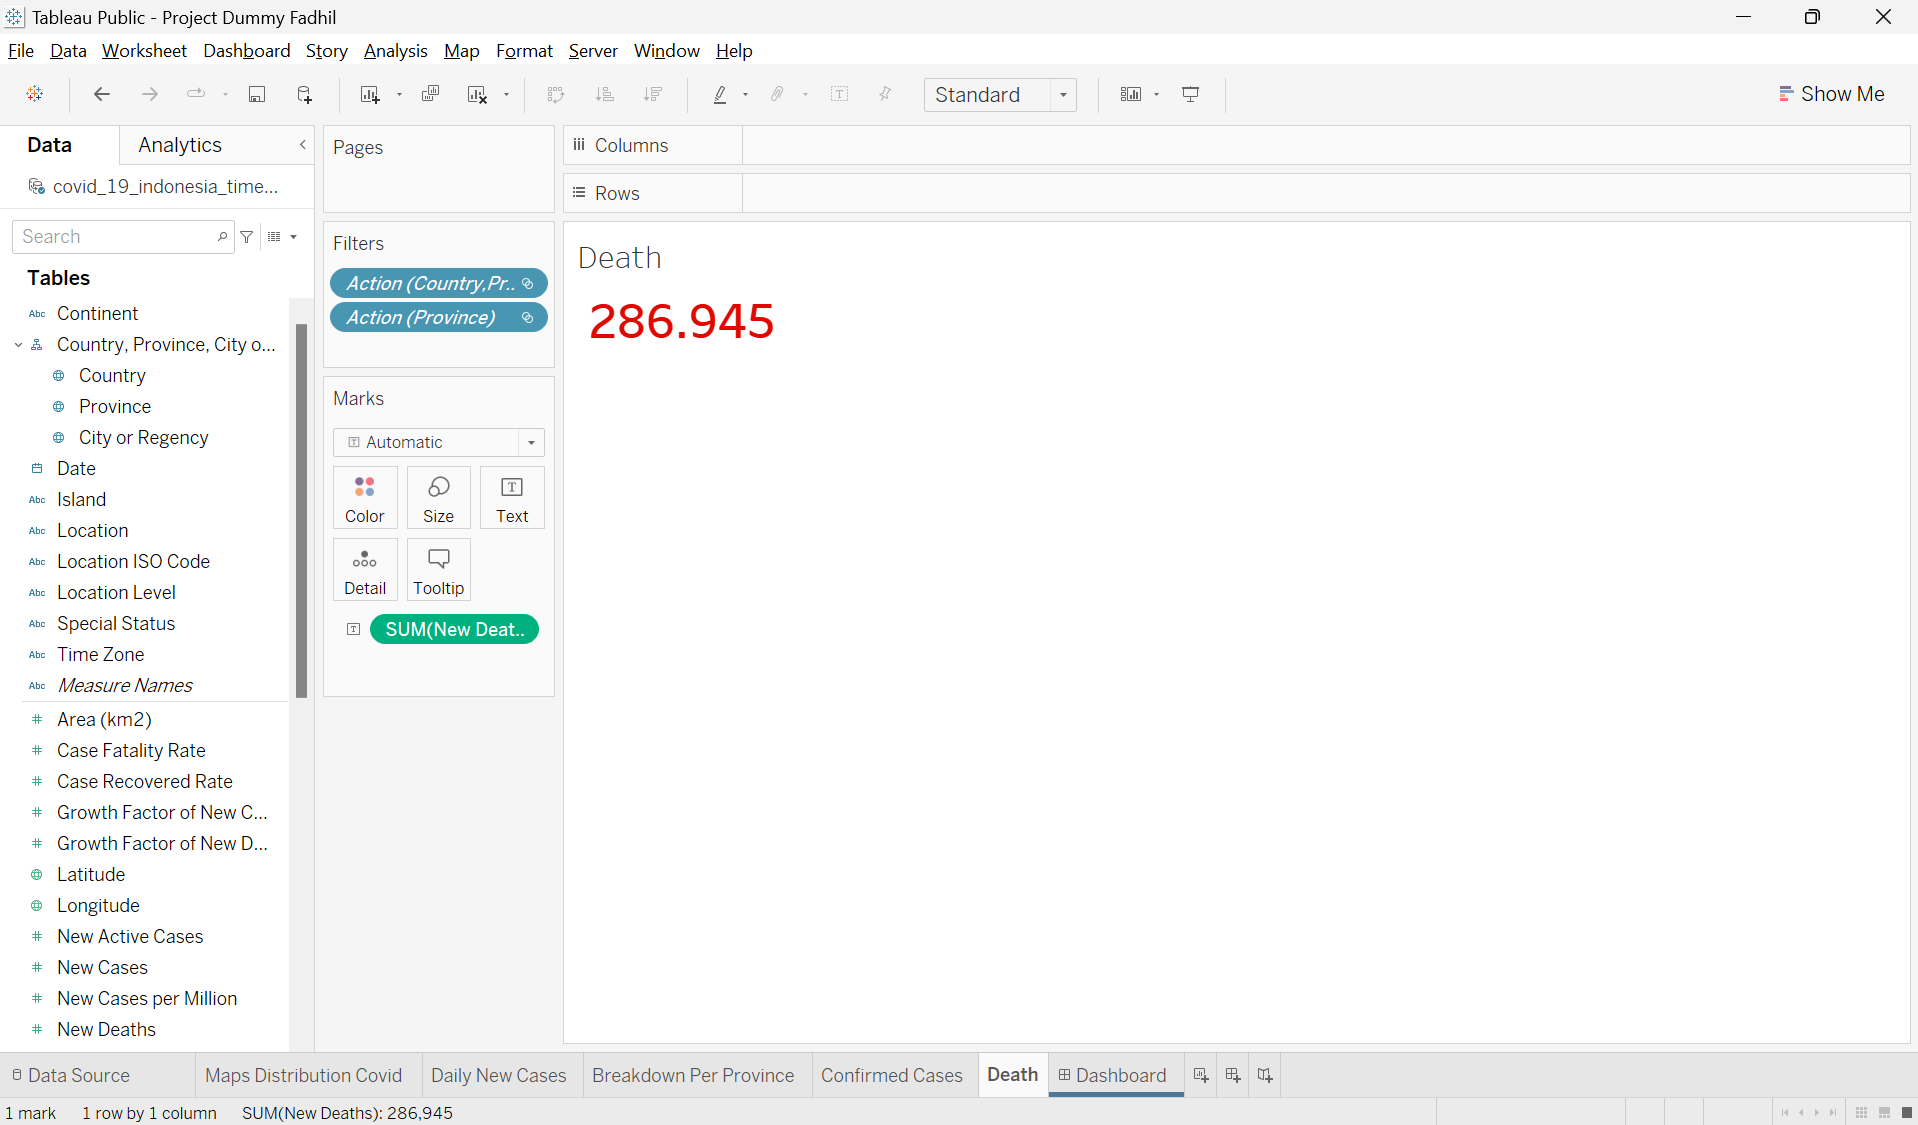 Tableau Public - Project Dummy Fadhil
File Data Worksheet Dashboard Story Analysis Map Format Server Window Help
Standard
Show Me
Data
Analytics
covid_19_indonesia_time...
Search
Tables
Abc Continent
Country, Province, City o...
Country
Province
City or Regency
Date
Abc Island
Abc Location
Abc Location ISO Code
Abc Location Level
Abc Special Status
Abc Time Zone
Abc Measure Names
# Area (km2)
# Case Fatality Rate
# Case Recovered Rate
# Growth Factor of New C...
# Growth Factor of New D...
Latitude
Longitude
# New Active Cases
# New Cases
# New Cases per Million
# New Deaths
Pages
Filters
Action (Country,Pr..
Action (Province)
Marks
Automatic
Color
Size
Text
Detail
Tooltip
SUM(New Deat..
Columns
Rows
Death
286.945
Data Source
Maps Distribution Covid
Daily New Cases
Breakdown Per Province
Confirmed Cases
Death
Dashboard
1 mark 1 row by 1 column SUM(New Deaths): 286,945